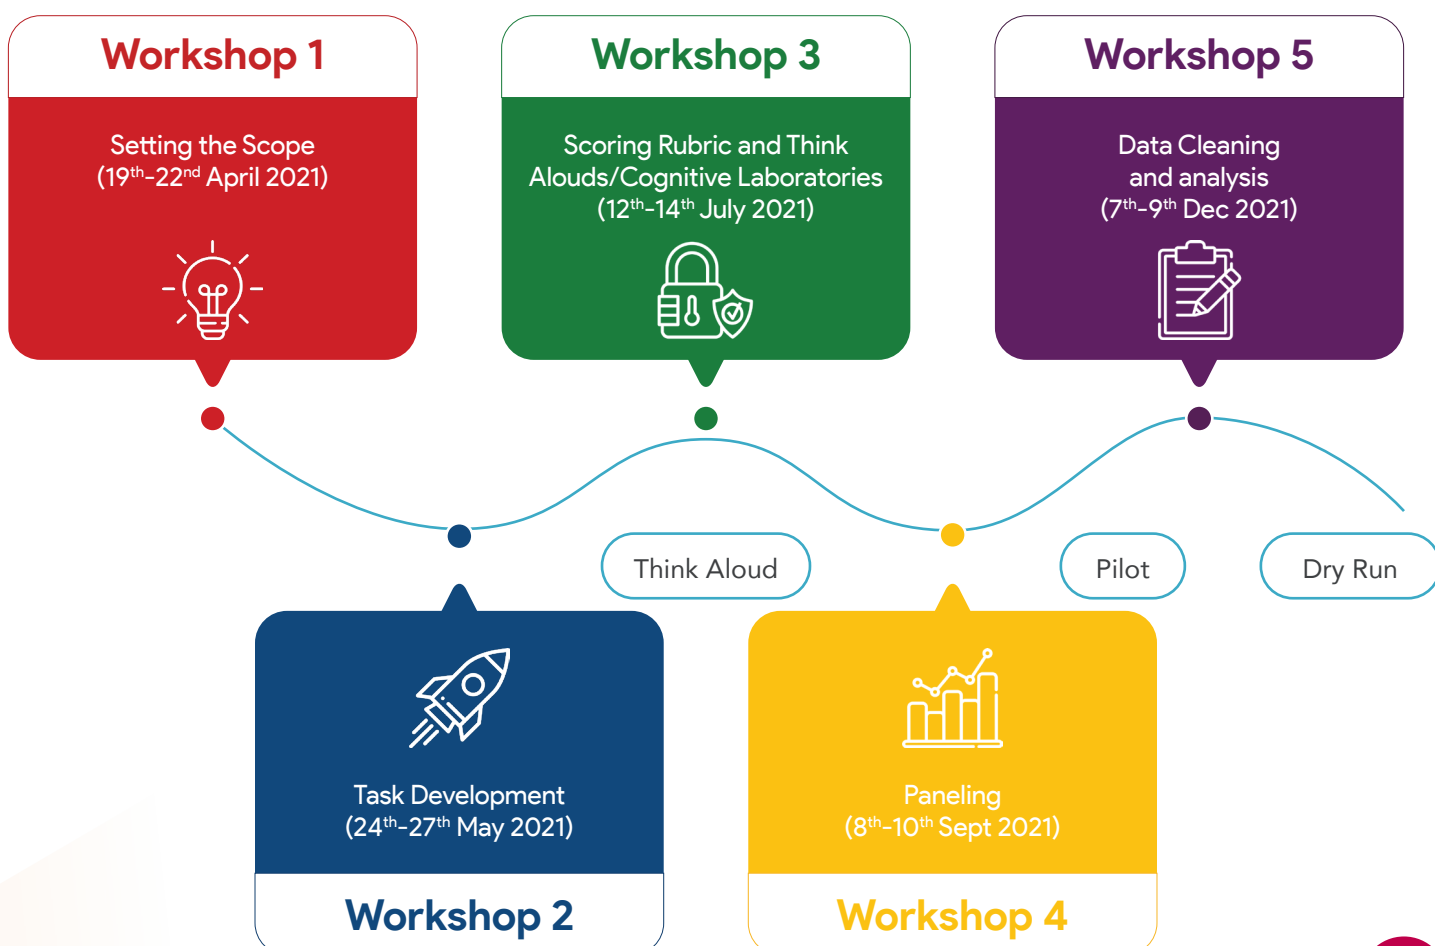 Workshop 1
Setting the Scope
(19th-22nd April 2021)
Workshop 3
Scoring Rubric and Think
Alouds/Cognitive Laboratories
(12th-14th July 2021)
Workshop 5
Data Cleaning
and analysis
(7th-9th Dec 2021)
Think Aloud
Pilot
Dry Run
Task Development
(24th-27th May 2021)
Workshop 2
Paneling
(8th-10th Sept 2021)
Workshop 4